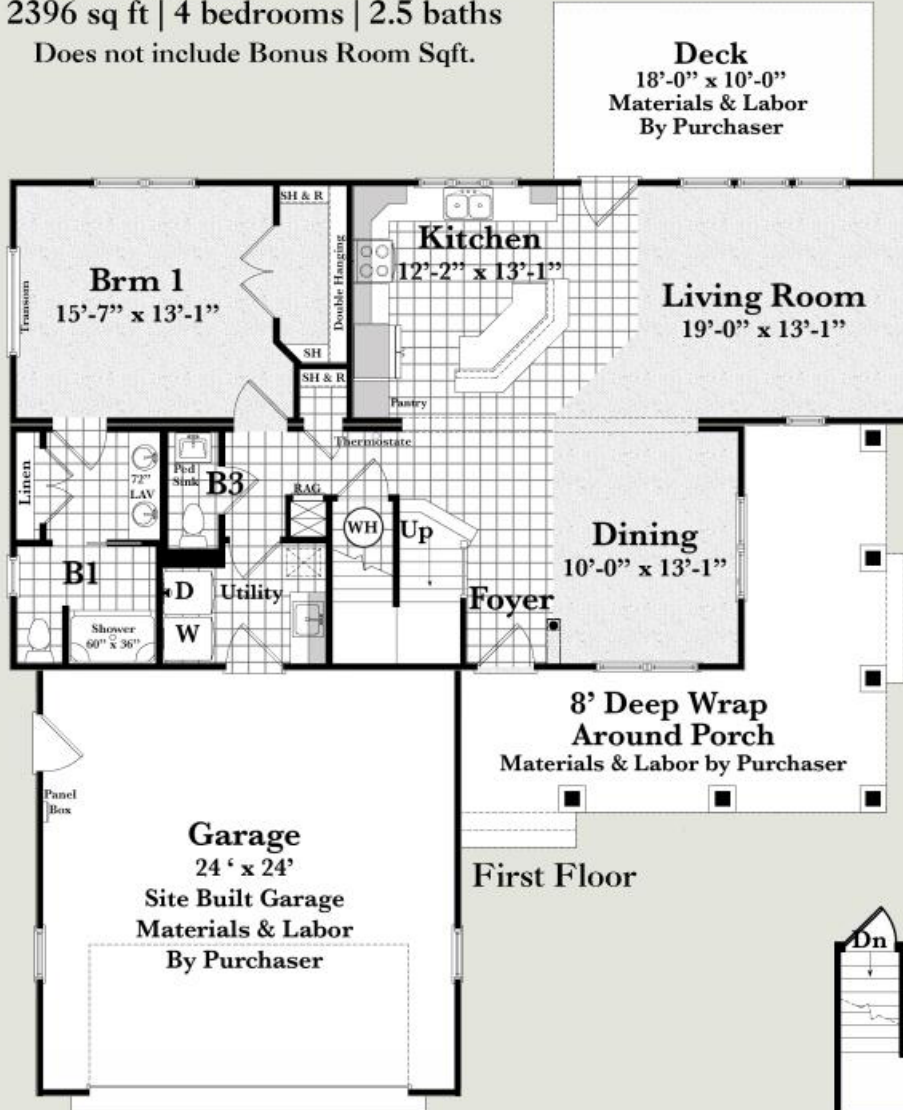 2396 sq ft | 4 bedrooms | 2.5 baths
Does not include Bonus Room Sqft.
Deck
18'-0” x 10'-0”
Materials & Labor
By Purchaser
SH & R
Double Hanging
SH
SH & R
Brm 1
15'-7” x 13'-1”
Transom
Kitchen
12'-2” x 13'-1”
Pantry
Living Room
19'-0” x 13'-1”
Thermostate
Linen
72”
LAV
Ped
Sink
B3
RAG
WH
Up
Dining
10'-0” x 13'-1”
B1
D
W
Utility
Foyer
Shower
60” x 36”
8' Deep Wrap
Around Porch
Materials & Labor by Purchaser
Panel
Box
Garage
24 ‘ x 24’
Site Built Garage
Materials & Labor
By Purchaser
First Floor
Dn